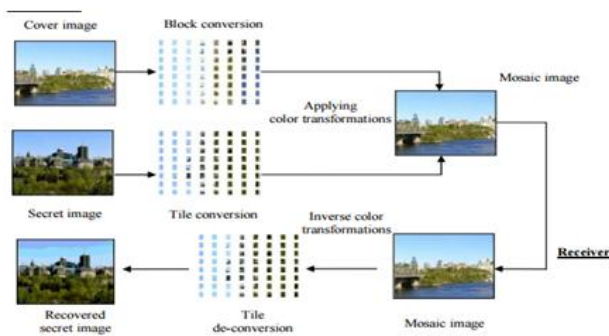 Cover image
Block conversion
Mosaic image
Applying
color transformations
Secret image
Tile conversion
Inverse color
transformations
Receiver
Recovered
secret image
Tile
de-conversion
Mosaic image